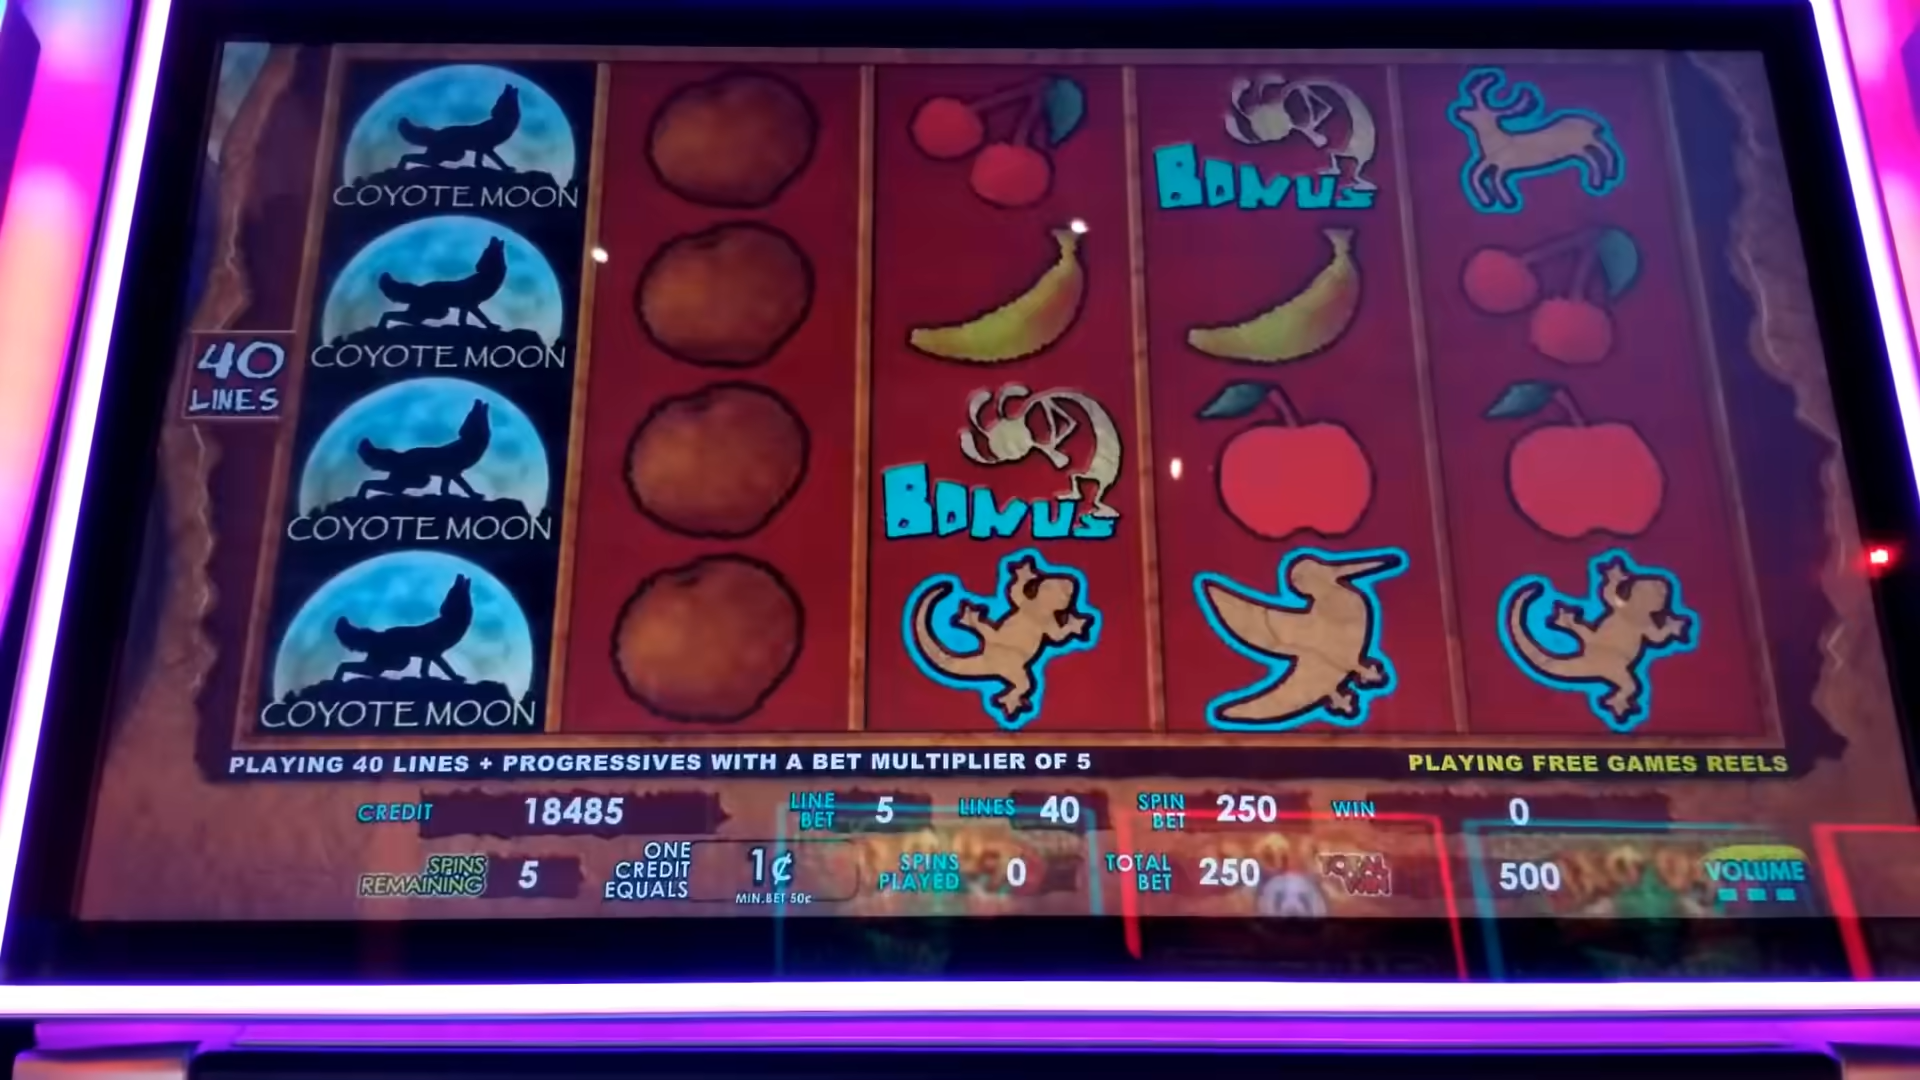 COYOTE MOON
BONUS
COYOTE MOON
40
LINES
COYOTE MOON
BONUS
COYOTE MOON
PLAYING 40 LINES + PROGRESSIVES WITH A BET MULTIPLIER OF 5
PLAYING FREE GAMES REELS
CREDIT 18485
LINE BET 5
LINES 40
SPIN BET 250
WIN 0
SPINS REMAINING 5
ONE CREDIT EQUALS 1¢
MIN.BET 50¢
SPINS PLAYED 0
TOTAL BET 250
TOTAL WIN 500
VOLUME